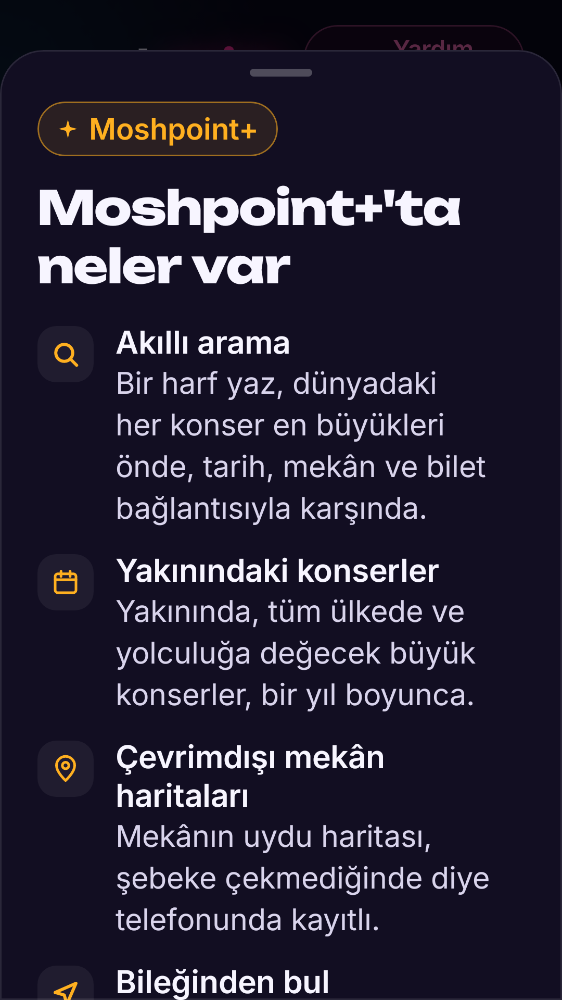 Yardım
Moshpoint+
Moshpoint+'ta
neler var
Akıllı arama
Bir harf yaz, dünyadaki
her konser en büyükleri
önde, tarih, mekân ve bilet
bağlantısıyla karşında.
Yakınındaki konserler
Yakınında, tüm ülkede ve
yolculuğa değecek büyük
konserler, bir yıl boyunca.
Çevrimdışı mekân
haritaları
Mekânın uydu haritası,
şebeke çekmediğinde diye
telefonunda kayıtlı.
Bileğinden bul